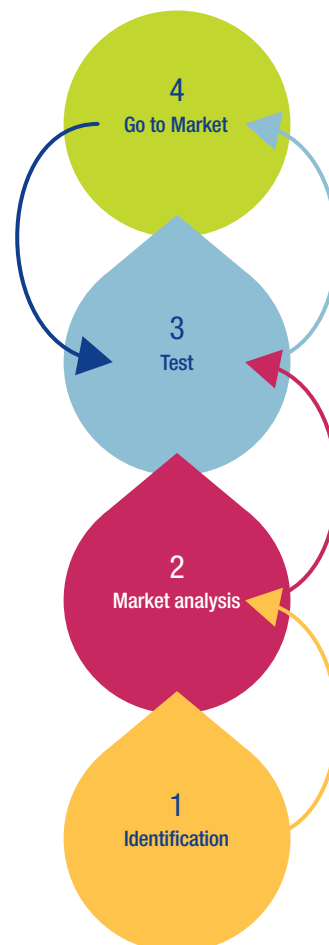 4
Go to Market
3
Test
2
Market analysis
1
Identification